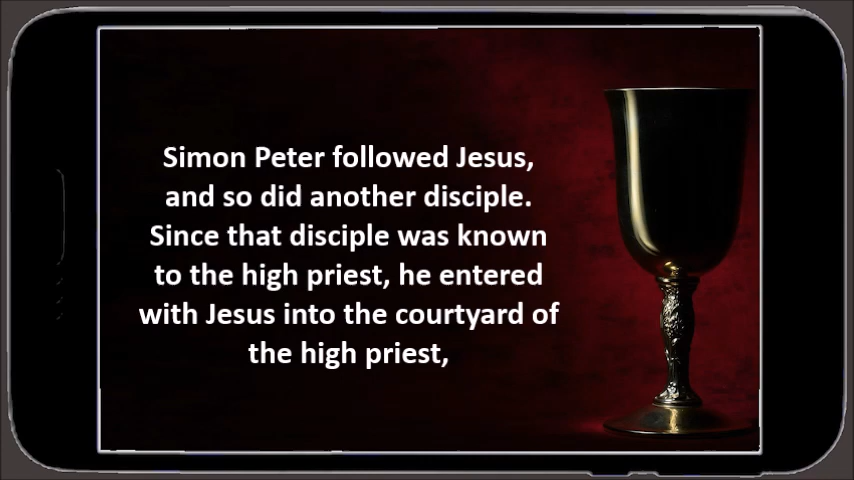 Simon Peter followed Jesus,
and so did another disciple.
Since that disciple was known
to the high priest, he entered
with Jesus into the courtyard of
the high priest,